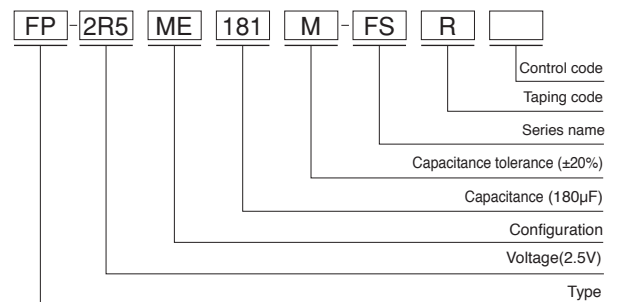 FP - 2R5 ME 181 M - FS R
Control code
Taping code
Series name
Capacitance tolerance (±20%)
Capacitance (180µF)
Configuration
Voltage(2.5V)
Type